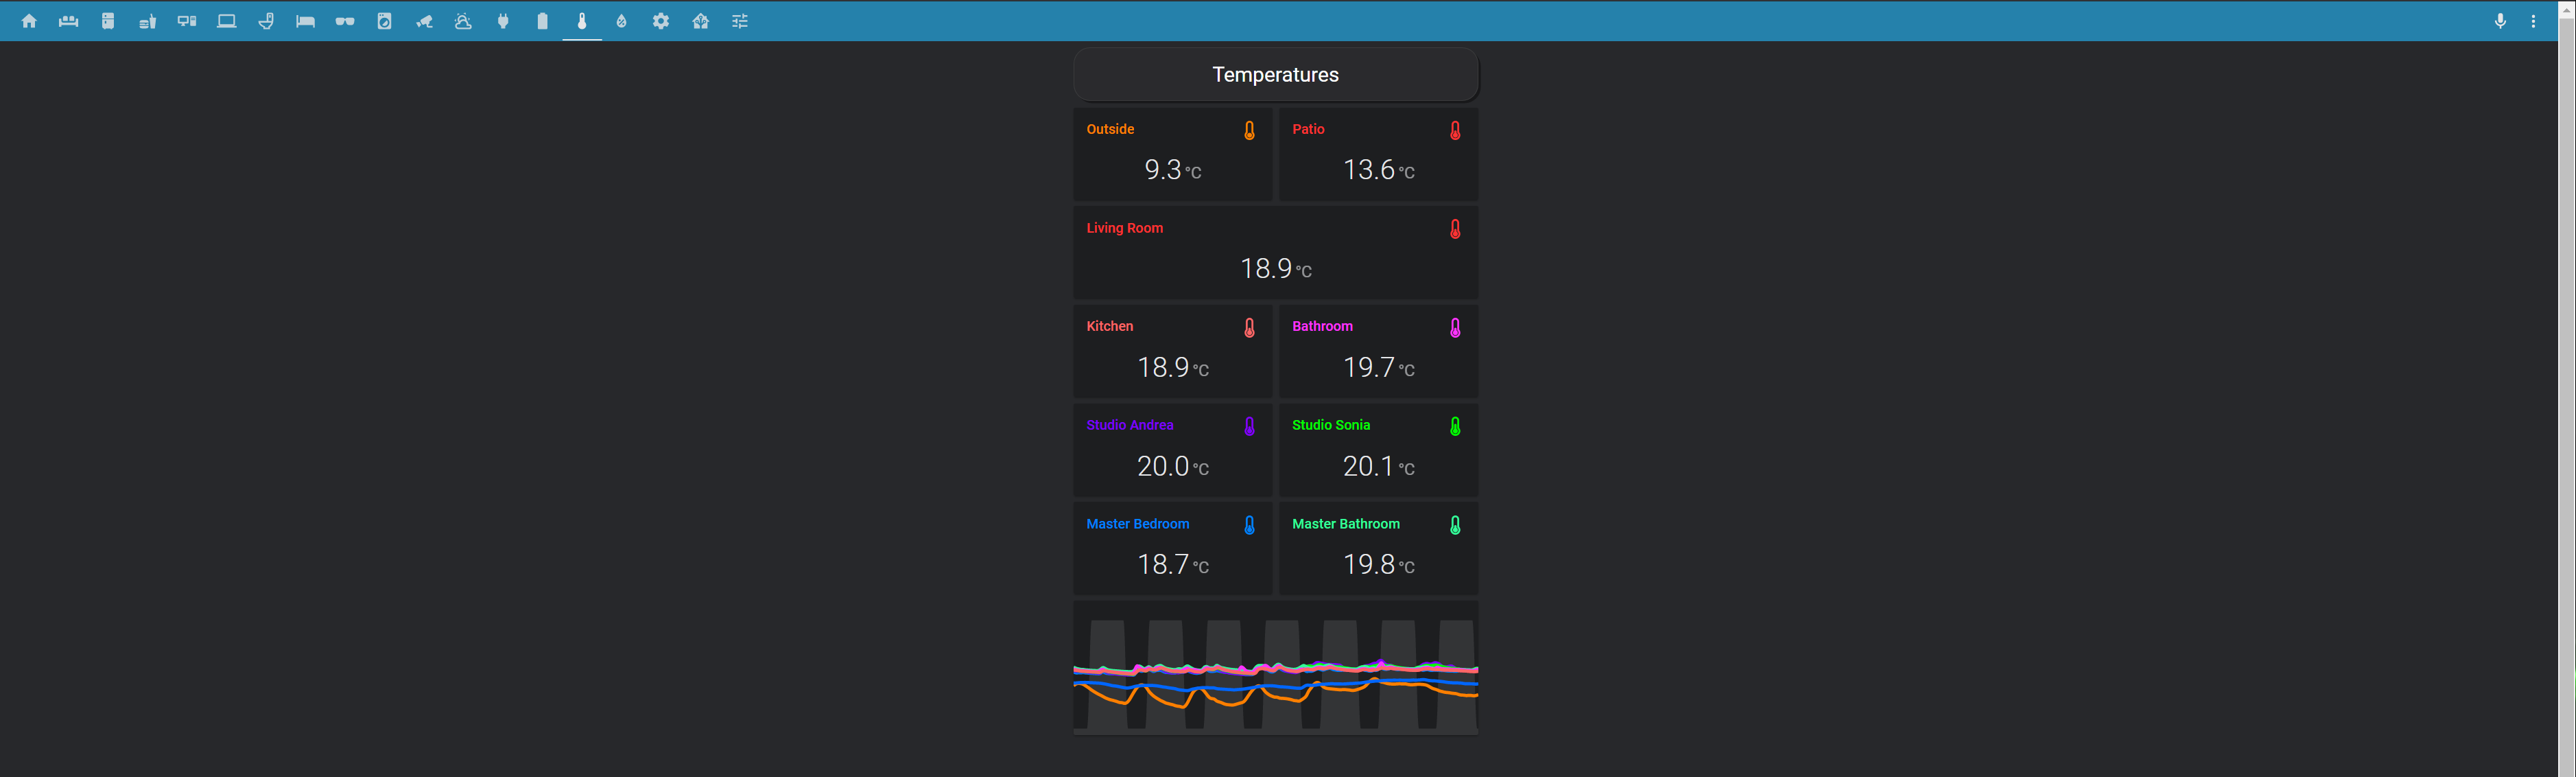 Temperatures
Outside
9.3 °C
Patio
13.6 °C
Living Room
18.9 °C
Kitchen
18.9 °C
Bathroom
19.7 °C
Studio Andrea
20.0 °C
Studio Sonia
20.1 °C
Master Bedroom
18.7 °C
Master Bathroom
19.8 °C